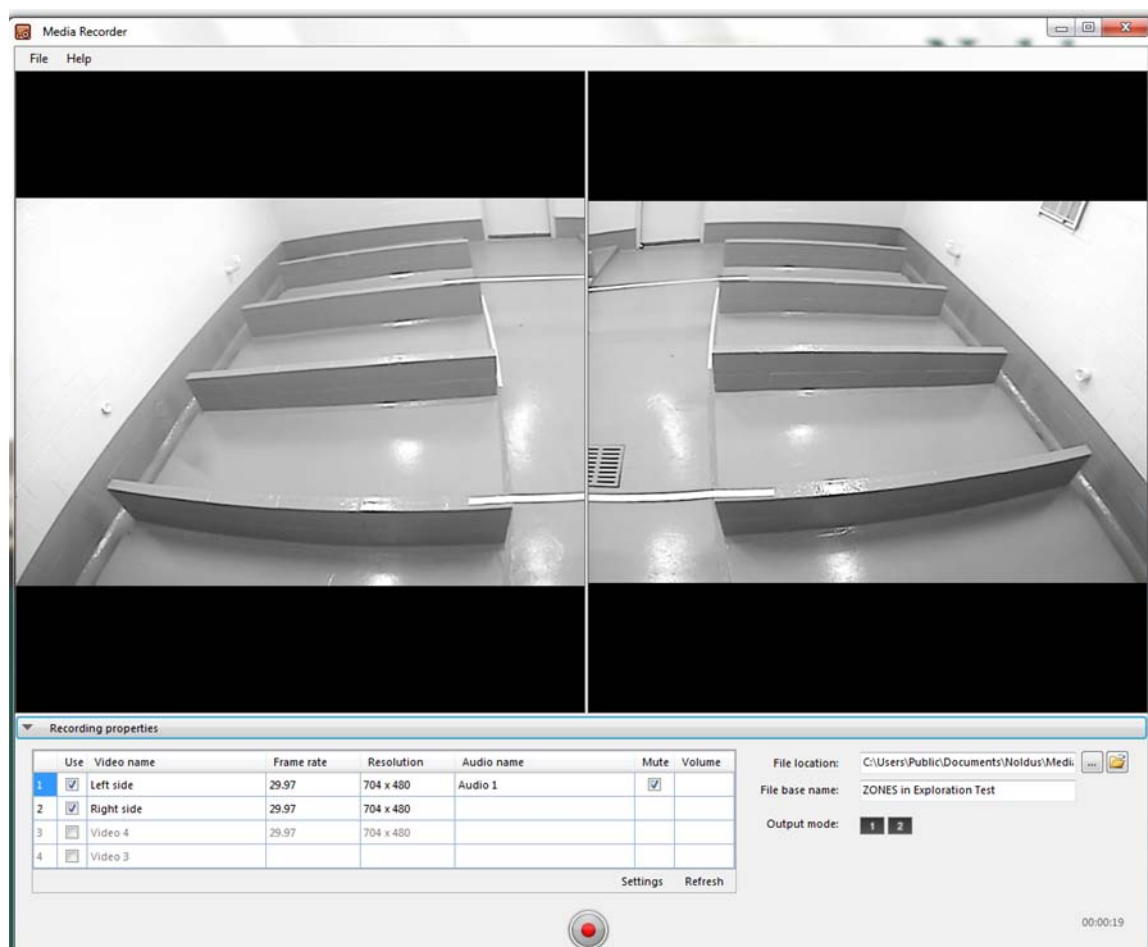 Media Recorder
File Help
Recording properties
Use Video name Frame rate Resolution Audio name Mute Volume
1 Left side 29.97 704 x 480 Audio 1
2 Right side 29.97 704 x 480
3 Video 4 29.97 704 x 480
4 Video 3
Settings Refresh
File location: C:\Users\Public\Documents\Noldus\Medi ...
File base name: ZONES in Exploration Test
Output mode: 1 2
00:00:19